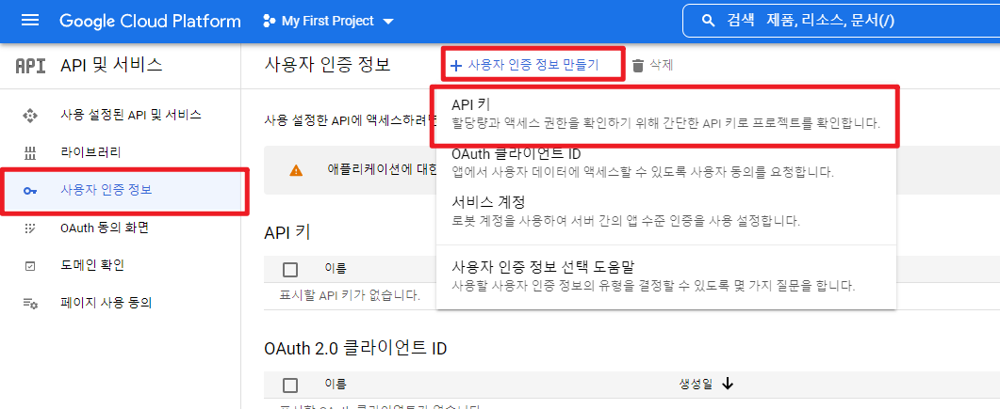 Google Cloud Platform
My First Project
검색 제품, 리소스, 문서(/)
API API 및 서비스
사용 설정된 API 및 서비스
라이브러리
사용자 인증 정보
OAuth 동의 화면
도메인 확인
페이지 사용 동의
사용자 인증 정보
+ 사용자 인증 정보 만들기
삭제
사용 설정한 API에 액세스하려면
애플리케이션에 대한
API 키
할당량과 액세스 권한을 확인하기 위해 간단한 API 키로 프로젝트를 확인합니다.
OAuth 클라이언트 ID
앱에서 사용자 데이터에 액세스할 수 있도록 사용자 동의를 요청합니다.
서비스 계정
로봇 계정을 사용하여 서버 간의 앱 수준 인증을 사용 설정합니다.
사용자 인증 정보 선택 도움말
사용할 사용자 인증 정보의 유형을 결정할 수 있도록 몇 가지 질문을 합니다.
API 키
이름
표시할 API 키가 없습니다.
OAuth 2.0 클라이언트 ID
이름 생성일